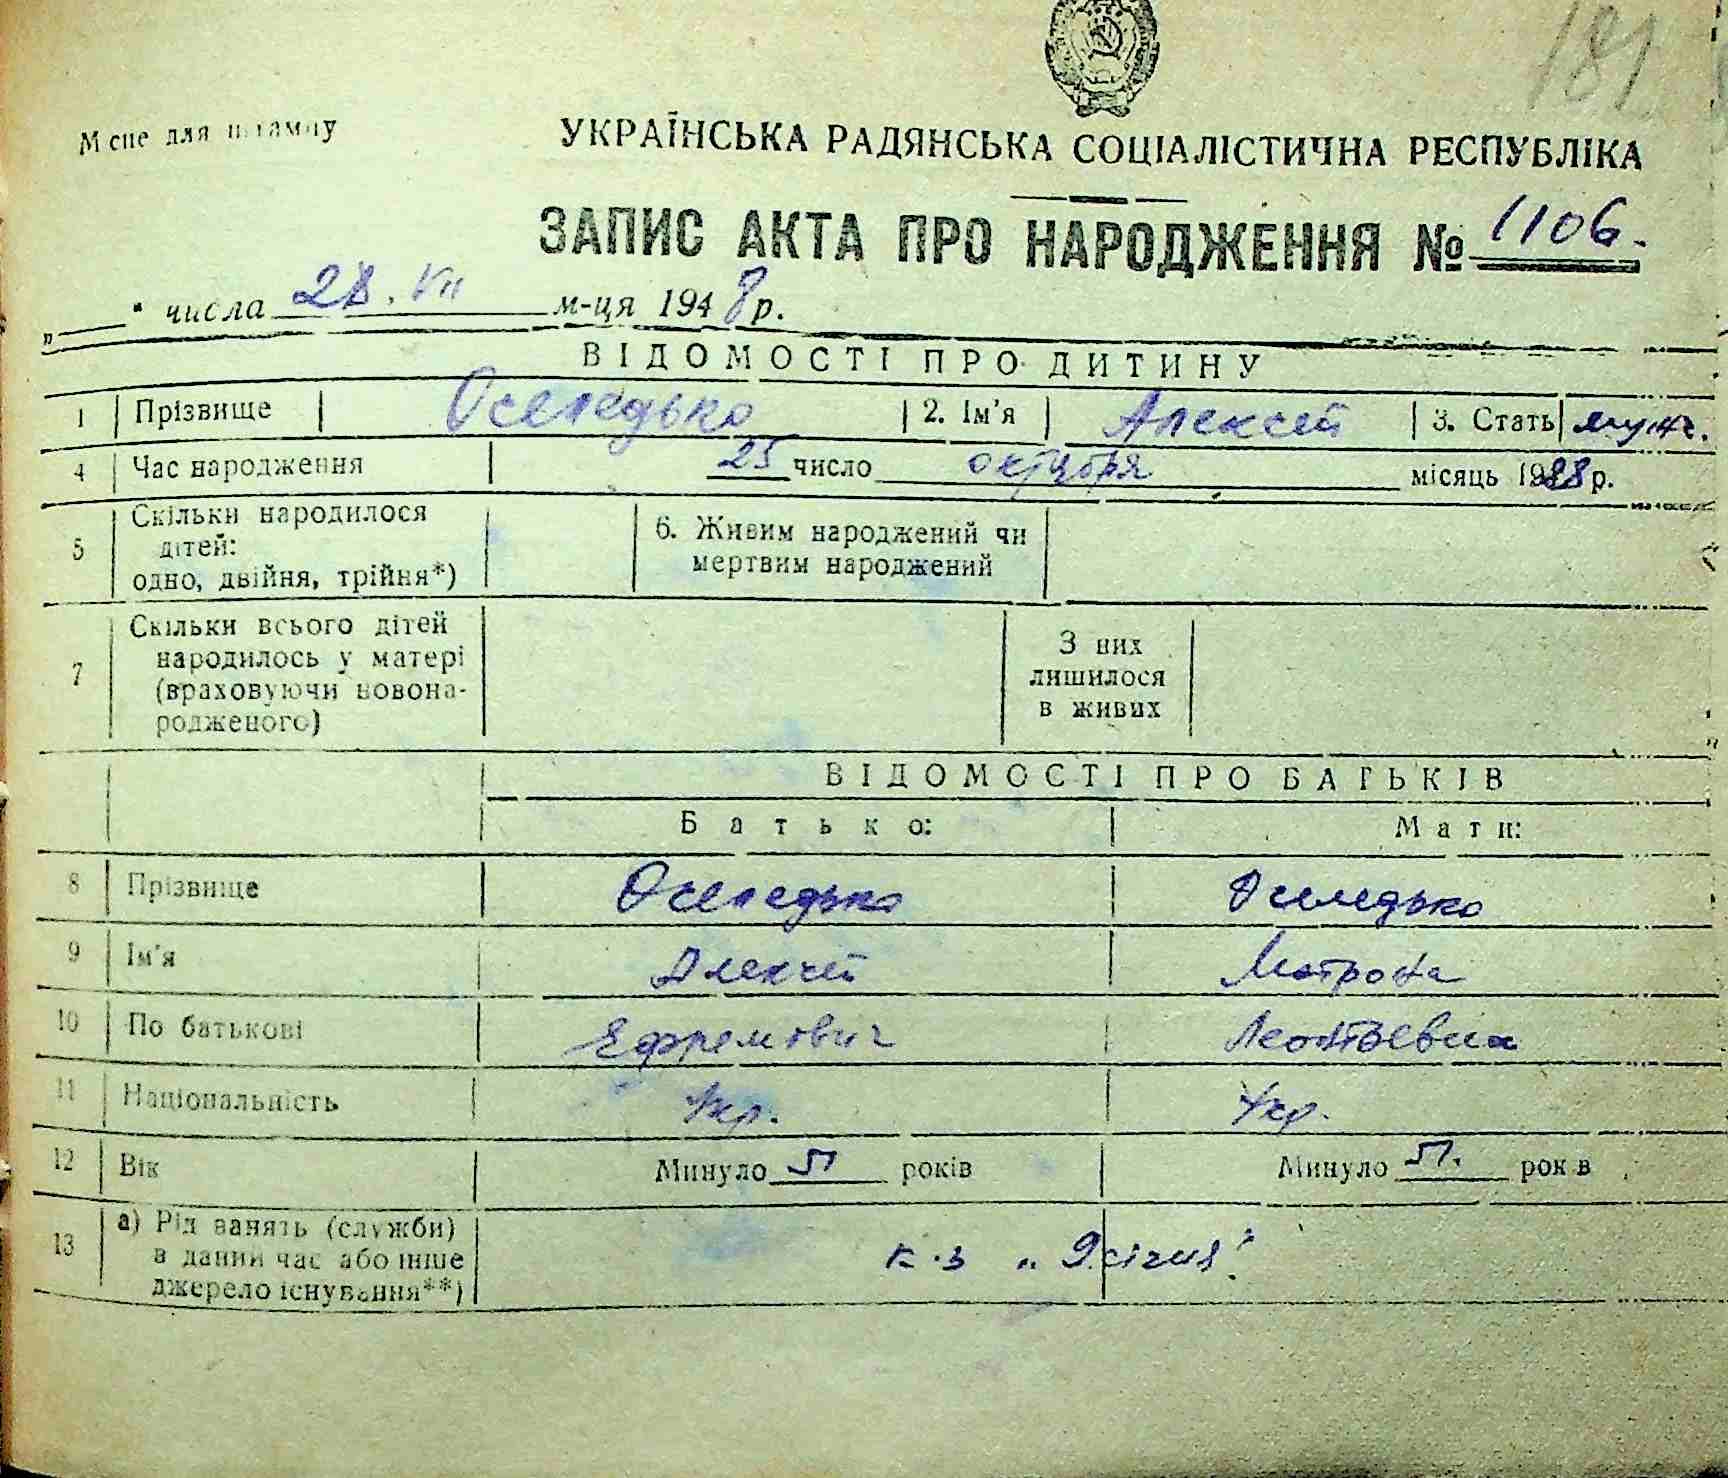 181
Місце для штампу
УКРАЇНСЬКА РАДЯНСЬКА СОЦІАЛІСТИЧНА РЕСПУБЛІКА
ЗАПИС АКТА ПРО НАРОДЖЕННЯ № 1106.
„ “ числа 28. VII м-ця 1948 р.
ВІДОМОСТІ ПРО ДИТИНУ
1 Прізвище Оселедько 2. Ім'я Алексей 3. Стать муж.
4 Час народження 25 число октября місяць 19 р.
5 Скільки народилося
дітей:
одно, двійня, трійня*)
6. Живим народжений чи
мертвим народжений
7 Скільки всього дітей
народилось у матері
(враховуючи новона-
родженого)
З них
лишилося
в живих
ВІДОМОСТІ ПРО БАТЬКІВ
Батько: Мати:
8 Прізвище Оселедько Оселедько
9 Ім'я Алексей Матрона
10 По батькові Ефремович Леонтьевна
11 Національність Укр. Укр.
12 Вік Минуло 51 років Минуло 51. років
13 а) Рід занять (служби)
в даний час або інше
джерело існування**)
к-з „9 січня"